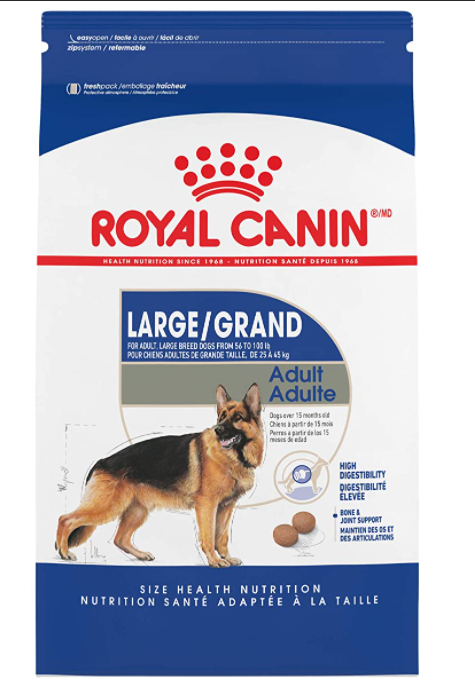 easyopen / facile à ouvrir / fácil de abrir
zipsystem / refermable
freshpack / emballage fraîcheur
Protective atmosphere / Atmosphère protectrice
ROYAL CANIN ®/MD
HEALTH NUTRITION SINCE 1968 - NUTRITION SANTÉ DEPUIS 1968
LARGE/GRAND
FOR ADULT, LARGE BREED DOGS FROM 56 TO 100 lb
POUR CHIENS ADULTES DE GRANDE TAILLE, DE 25 À 45 kg
Adult
Adulte
Dogs over 15 months old
Chiens à partir de 15 mois
Perros a partir de los 15
meses de edad
HIGH
DIGESTIBILITY
DIGESTIBILITÉ
ÉLEVÉE
BONE &
JOINT SUPPORT
MAINTIEN DES OS ET
DES ARTICULATIONS
SIZE HEALTH NUTRITION
NUTRITION SANTÉ ADAPTÉE À LA TAILLE